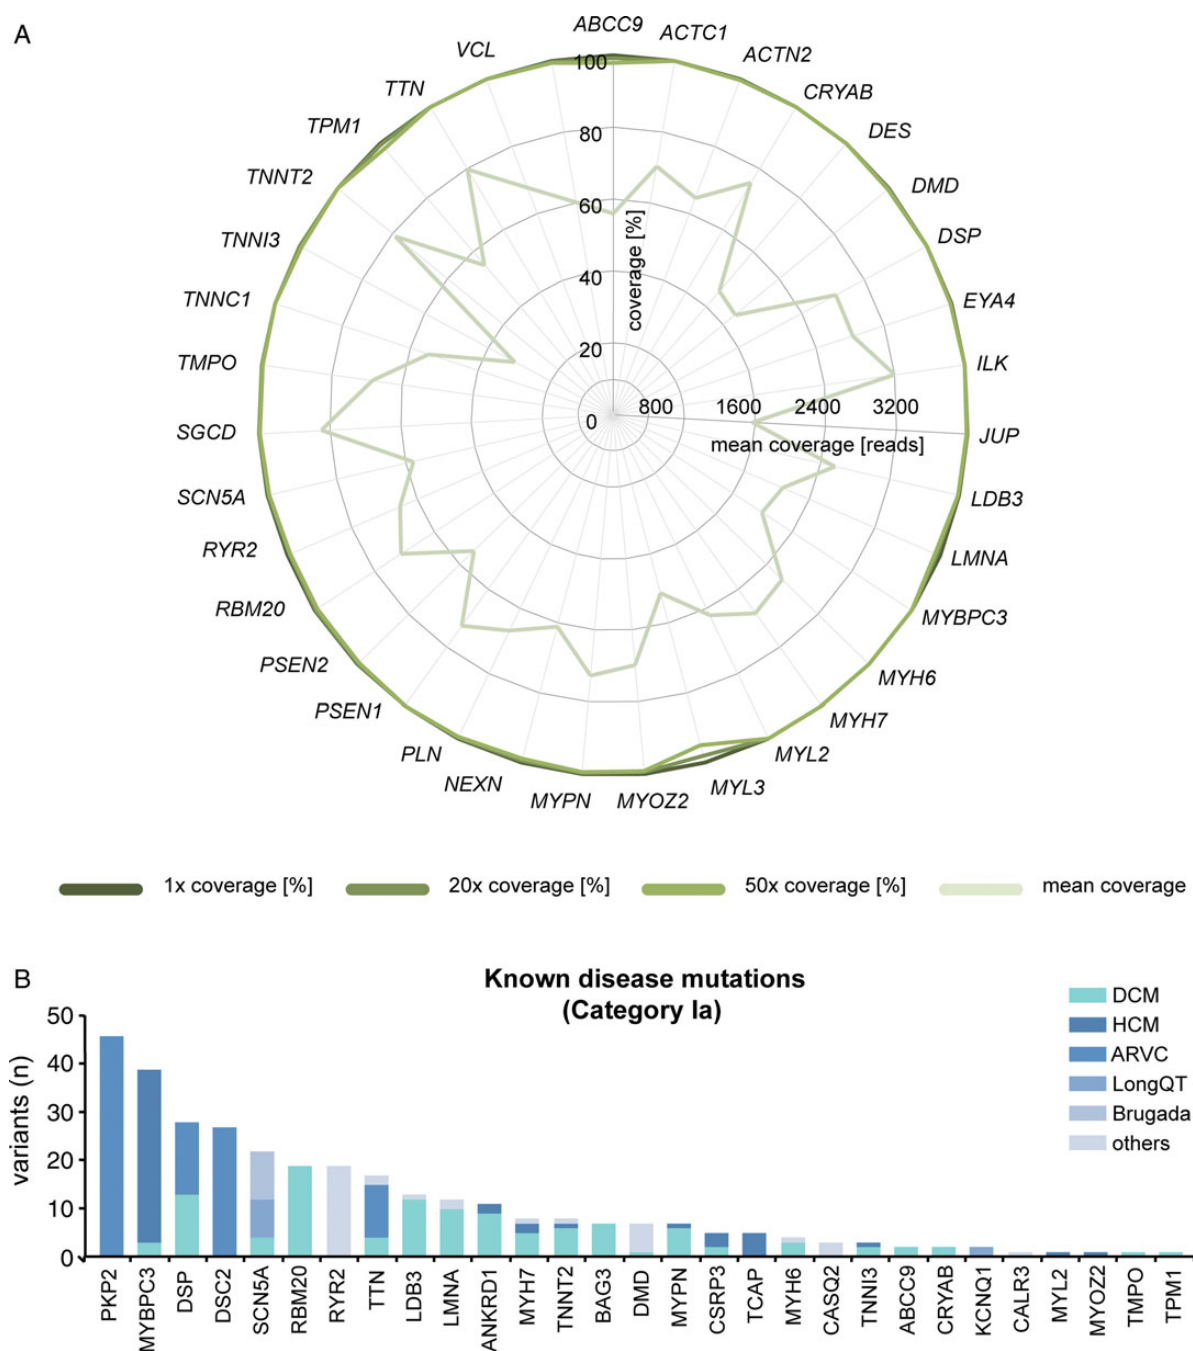 A
ABCC9
ACTC1
ACTN2
CRYAB
DES
DMD
DSP
EYA4
ILK
JUP
LDB3
LMNA
MYBPC3
MYH6
MYH7
MYL2
MYL3
MYOZ2
MYPN
NEXN
PLN
PSEN1
PSEN2
RBM20
RYR2
SCN5A
SGCD
TMPO
TNNC1
TNNI3
TNNT2
TPM1
TTN
VCL
100
80
60
40
20
0
coverage [%]
800 1600 2400 3200
mean coverage [reads]
1x coverage [%] 20x coverage [%] 50x coverage [%] mean coverage
B
Known disease mutations
(Category Ia)
DCM
HCM
ARVC
LongQT
Brugada
others
variants (n)
50
40
30
20
10
0
PKP2
MYBPC3
DSP
DSC2
SCN5A
RBM20
RYR2
TTN
LDB3
LMNA
ANKRD1
MYH7
TNNT2
BAG3
DMD
MYPN
CSRP3
TCAP
MYH6
CASQ2
TNNI3
ABCC9
CRYAB
KCNQ1
CALR3
MYL2
MYOZ2
TMPO
TPM1